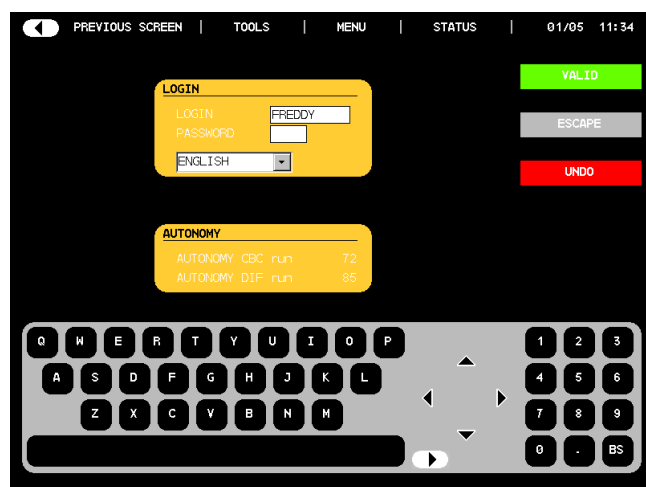 PREVIOUS SCREEN | TOOLS | MENU | STATUS | 01/05 11:34
VALID
LOGIN
LOGIN FREDDY
ESCAPE
PASSWORD
ENGLISH
UNDO
AUTONOMY
AUTONOMY CBC run 72
AUTONOMY DIF run 85
Q W E R T Y U I O P 1 2 3
A S D F G H J K L 4 5 6
Z X C V B N M 7 8 9
0 . BS